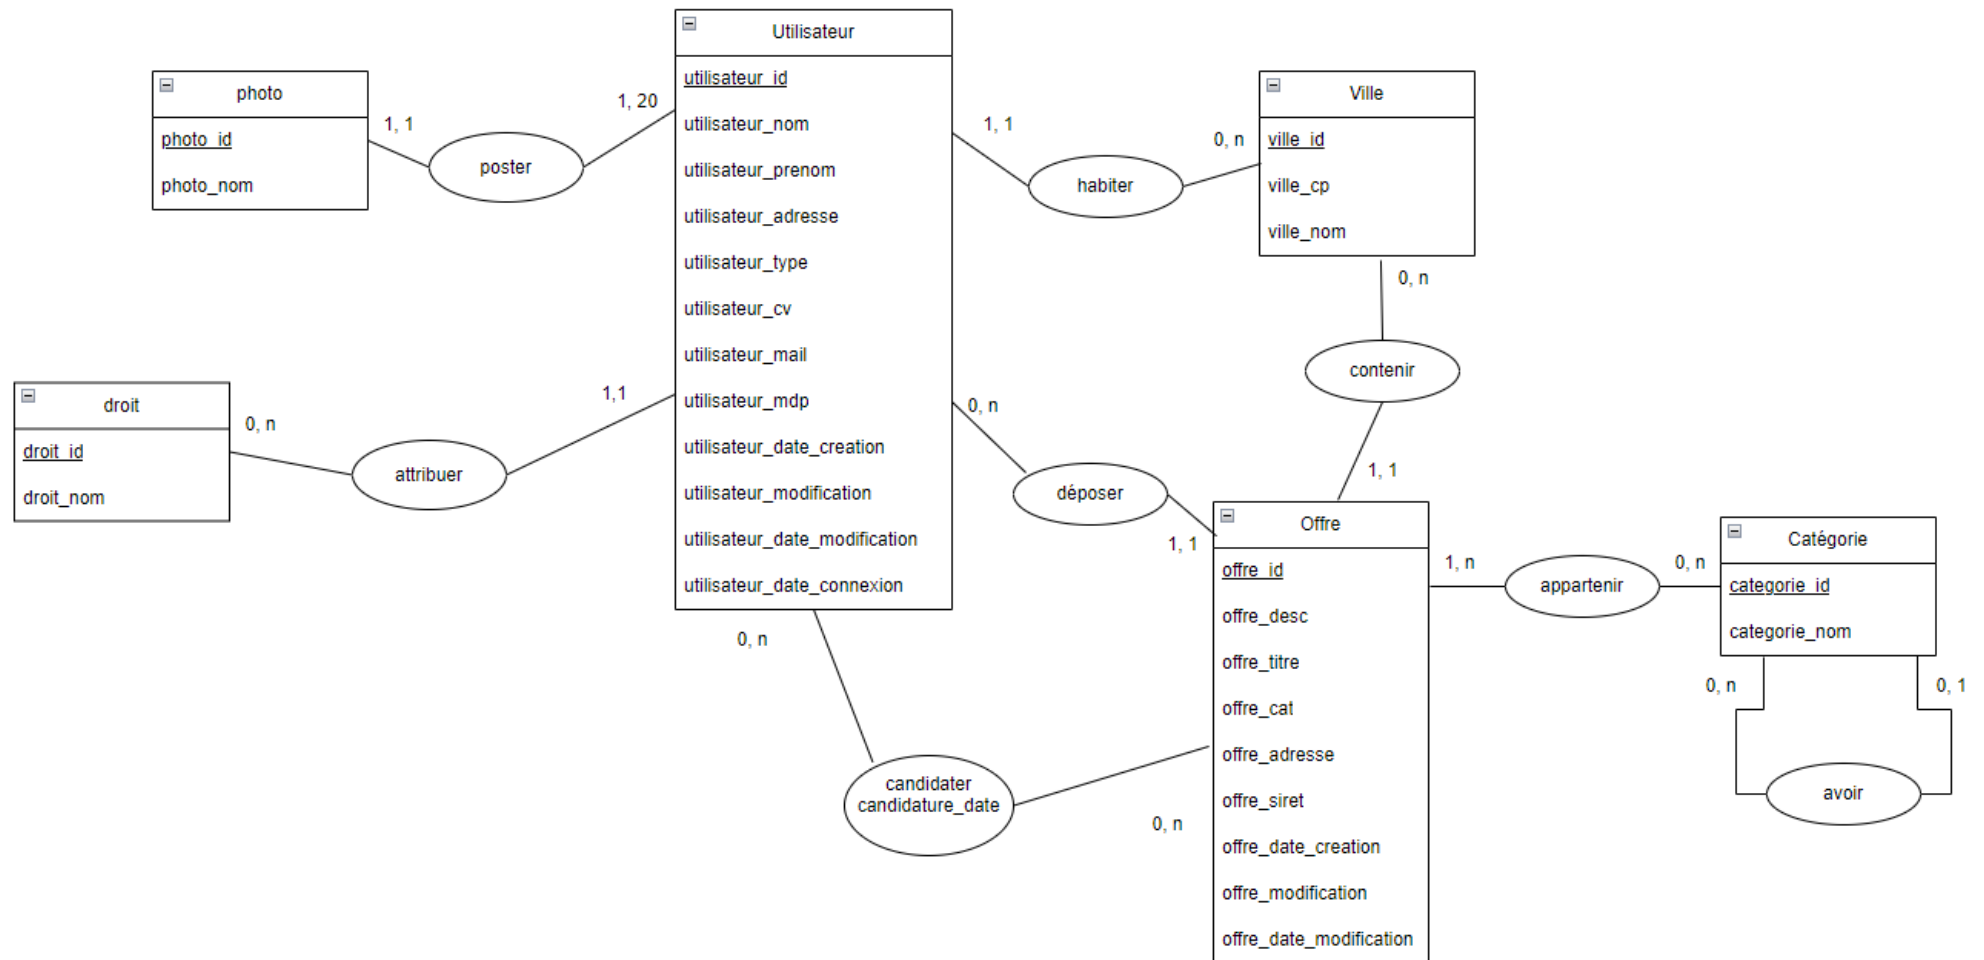 Utilisateur
utilisateur_id
utilisateur_nom
utilisateur_prenom
utilisateur_adresse
utilisateur_type
utilisateur_cv
utilisateur_mail
utilisateur_mdp
utilisateur_date_creation
utilisateur_modification
utilisateur_date_modification
utilisateur_date_connexion
photo
photo_id
photo_nom
1, 1
poster
1, 20
1, 1
habiter
0, n
Ville
ville_id
ville_cp
ville_nom
0, n
contenir
1, 1
droit
droit_id
droit_nom
0, n
attribuer
1,1
0, n
déposer
1, 1
Offre
offre_id
offre_desc
offre_titre
offre_cat
offre_adresse
offre_siret
offre_date_creation
offre_modification
offre_date_modification
1, n
appartenir
0, n
Catégorie
categorie_id
categorie_nom
0, n
0, 1
avoir
0, n
candidater
candidature_date
0, n